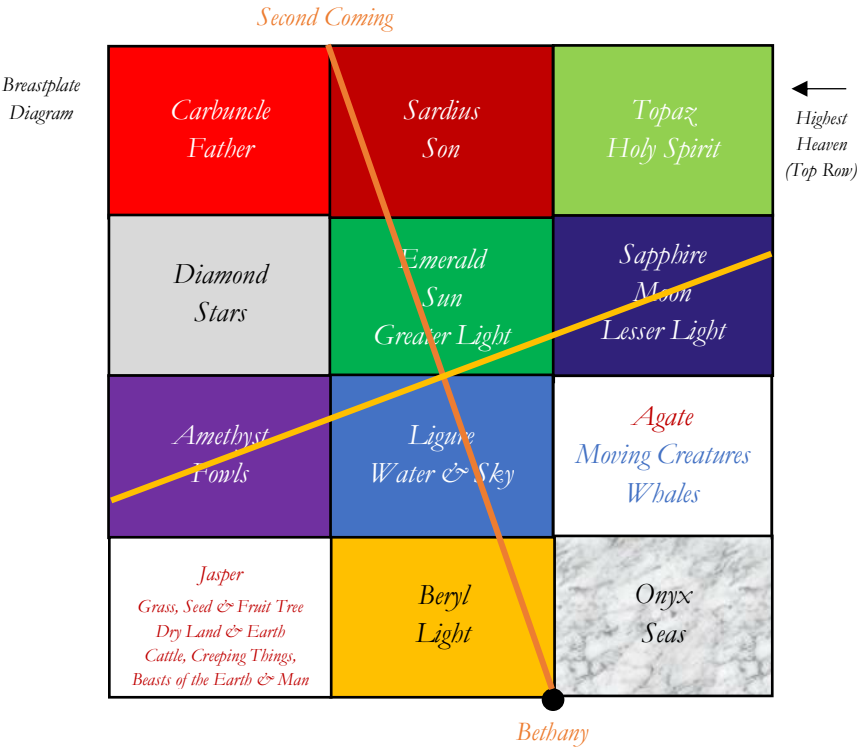 Second Coming
Breastplate
Diagram
Carbuncle
Father
Sardius
Son
Topaz
Holy Spirit
Highest
Heaven
(Top Row)
Diamond
Stars
Emerald
Sun
Greater Light
Sapphire
Moon
Lesser Light
Amethyst
Fowls
Ligure
Water & Sky
Agate
Moving Creatures
Whales
Jasper
Grass, Seed & Fruit Tree
Dry Land & Earth
Cattle, Creeping Things,
Beasts of the Earth & Man
Beryl
Light
Onyx
Seas
Bethany